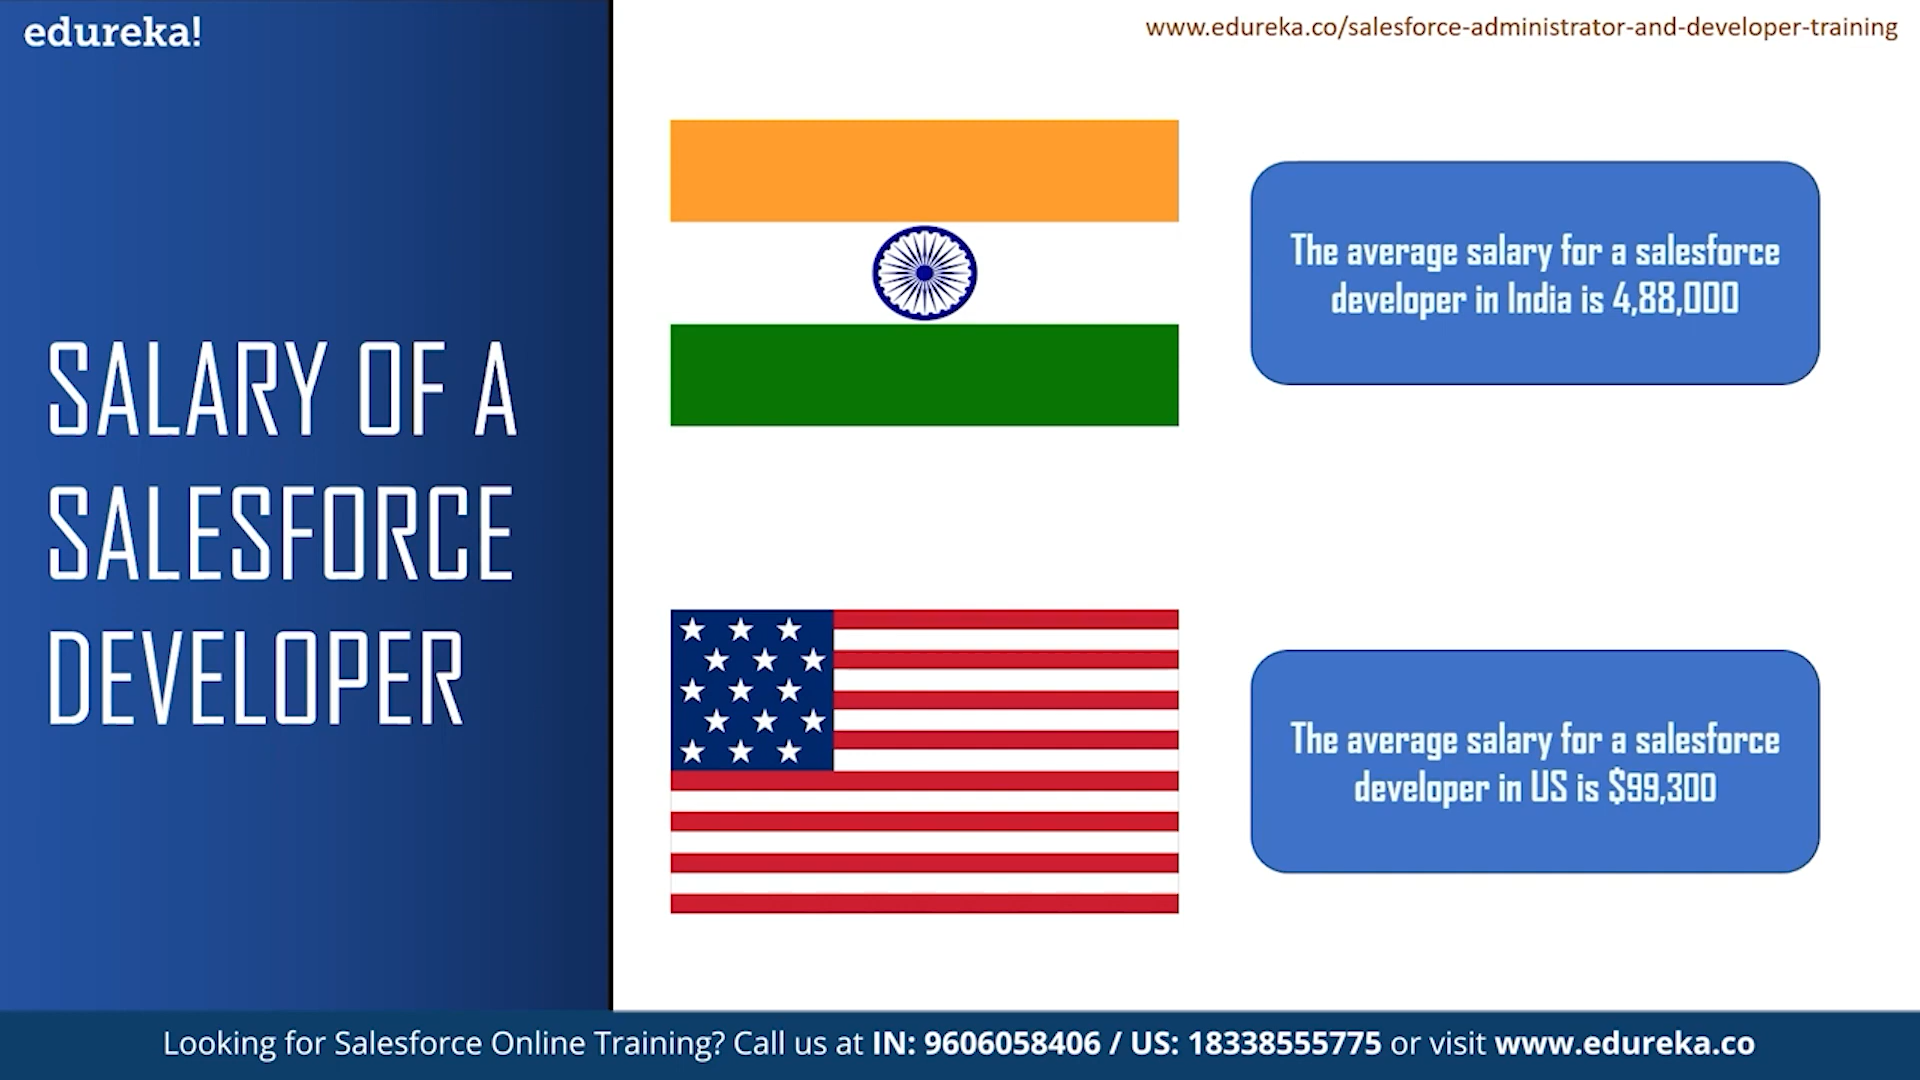 edureka!
www.edureka.co/salesforce-administrator-and-developer-training
SALARY OF A
SALESFORCE
DEVELOPER
The average salary for a salesforce
developer in India is 4,88,000
The average salary for a salesforce
developer in US is $99,300
Looking for Salesforce Online Training? Call us at IN: 9606058406 / US: 18338555775 or visit www.edureka.co